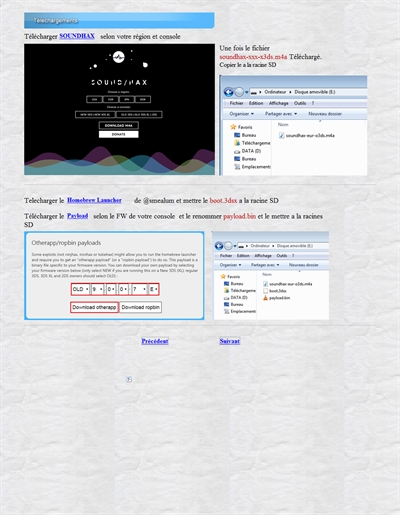 Téléchargements
Télécharger SOUNDHAX selon votre région et console
Une fois le fichier
soundhax-xxx-x3ds.m4a Téléchargé.
Copier le a la racine SD
SOUND/HAX
DOWNLOAD M4A
DONATE
Ordinateur ▸ Disque amovible (E:)
Fichier Edition Affichage Outils ?
Organiser ▾ Partager avec ▾ Nouveau dossier
Favoris
Bureau
Téléchargeme
DATA (D)
Emplacements
Nom
soundhax-eur-o3ds.m4a
Telecharger le Homebrew Launcher de @smealum et mettre le boot.3dsx a la racine SD
Télécharger le Payload selon le FW de votre console et le renommer payload.bin et le mettre a la racines
SD
Otherapp/ropbin payloads
Some exploits (not ninjhax, ironhax or tubehax) might allow you to run the homebrew launcher
and require you to get an "otherapp payload" (or a "ropbin payload") to do so. This payload is a
binary file specific to your firmware version. You can download your own payload by selecting
your firmware version below (only select NEW if you are running this on a New 3DS (XL); regular
3DS, 3DS XL and 2DS owners should select OLD) :
OLD 9 0 0 7 E
Download otherapp Download ropbin
Ordinateur ▸ Disque amovible (E:)
Fichier Edition Affichage Outils ?
Organiser ▾ Partager avec ▾ Nouveau dossier
Favoris
Bureau
Téléchargeme
DATA (D)
Emplacements
Nom
soundhax-eur-o3ds.m4a
boot.3dsx
payload.bin
Précédent Suivant